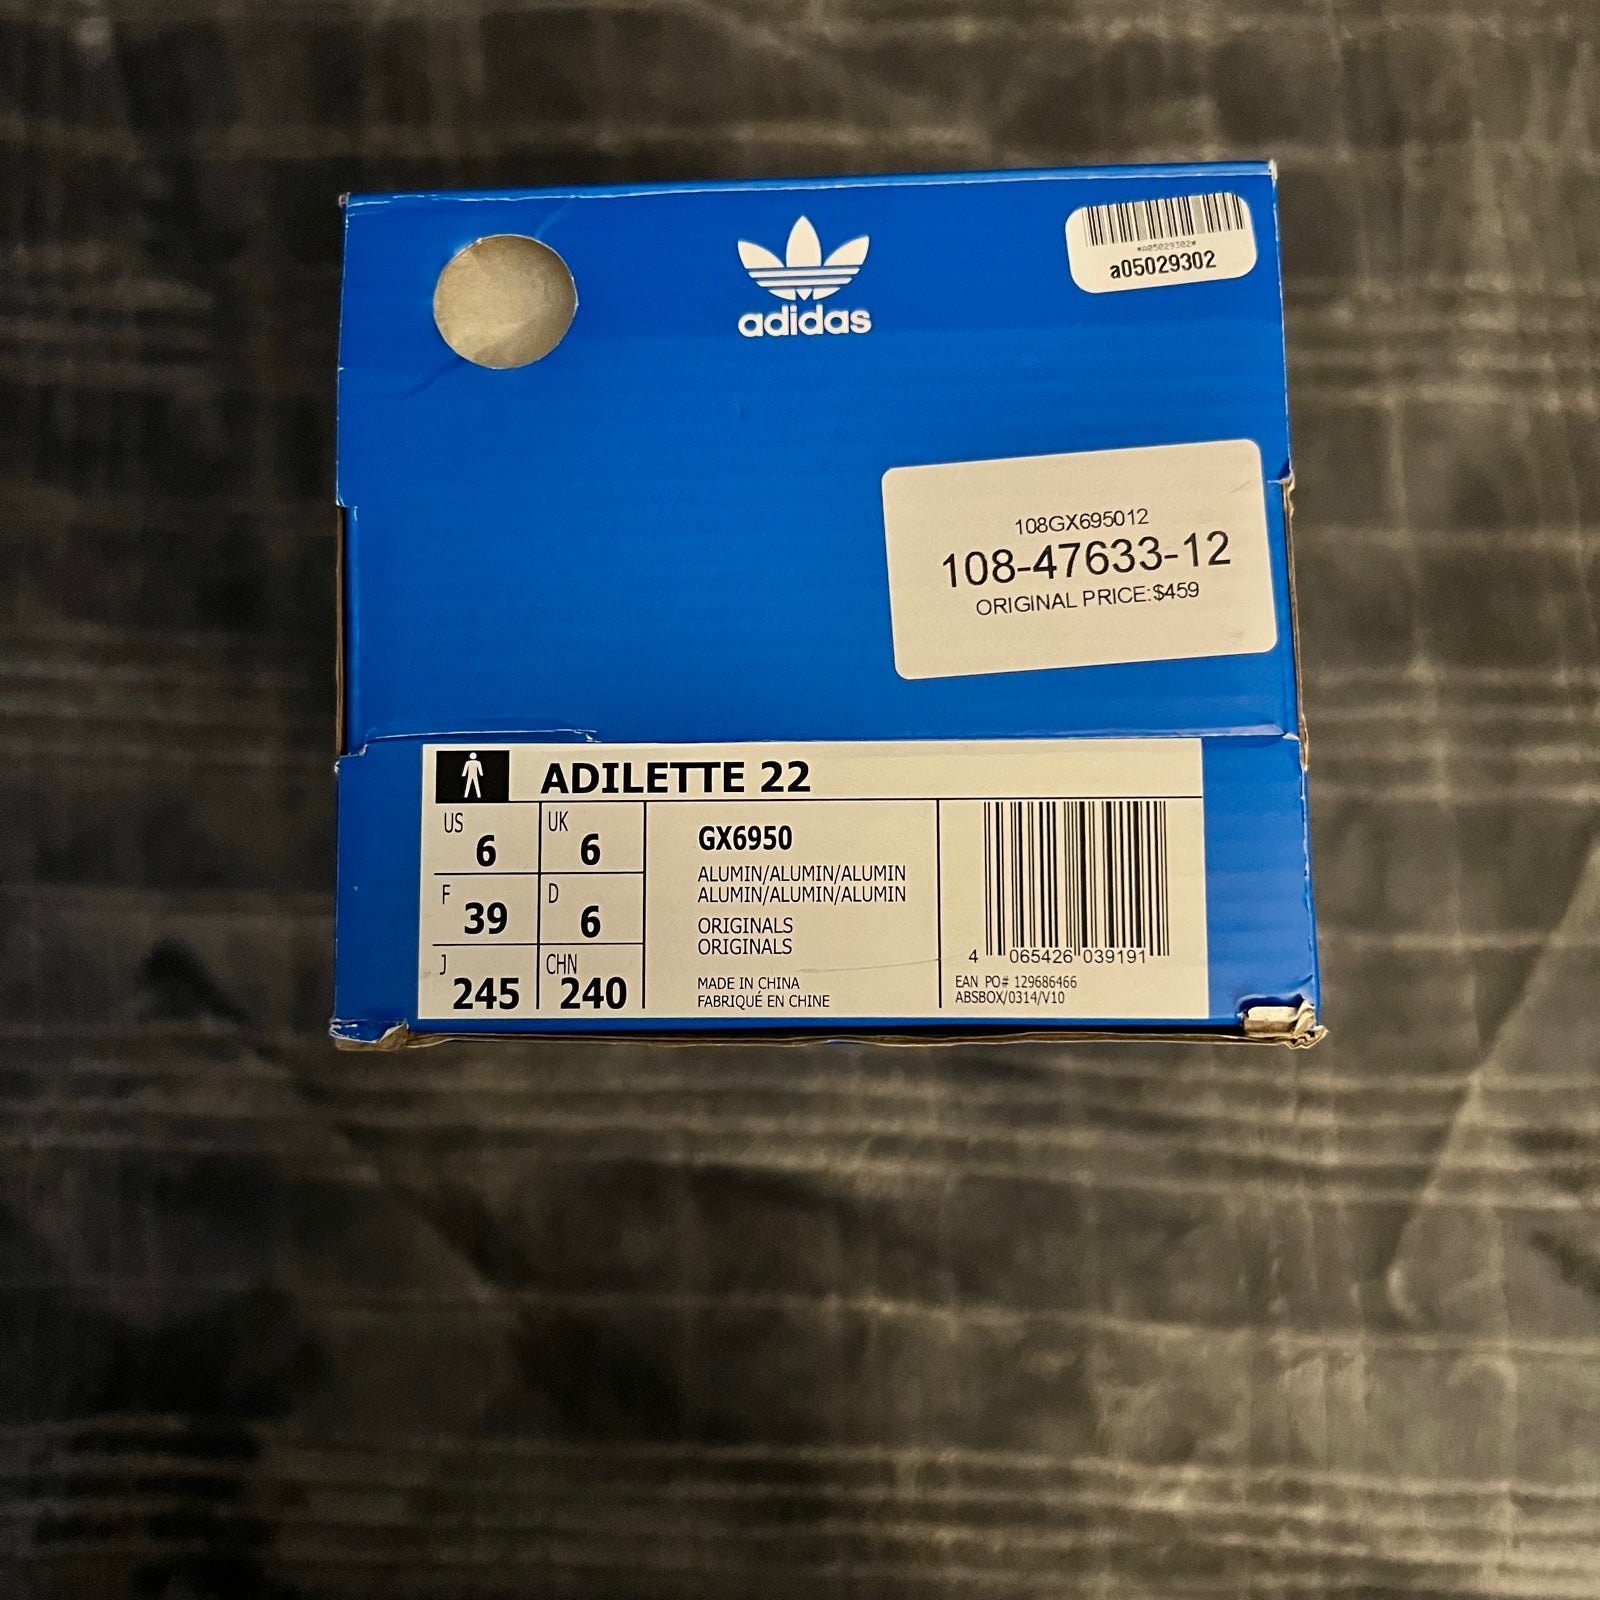 adidas
*A05029302*
a05029302
108GX695012
108-47633-12
ORIGINAL PRICE:$459
ADILETTE 22
US 6 UK 6
F 39 D 6
J 245 CHN 240
GX6950
ALUMIN/ALUMIN/ALUMIN
ALUMIN/ALUMIN/ALUMIN
ORIGINALS
ORIGINALS
MADE IN CHINA
FABRIQUÉ EN CHINE
4 065426 039191
EAN PO# 129686466
ABSBOX/0314/V10